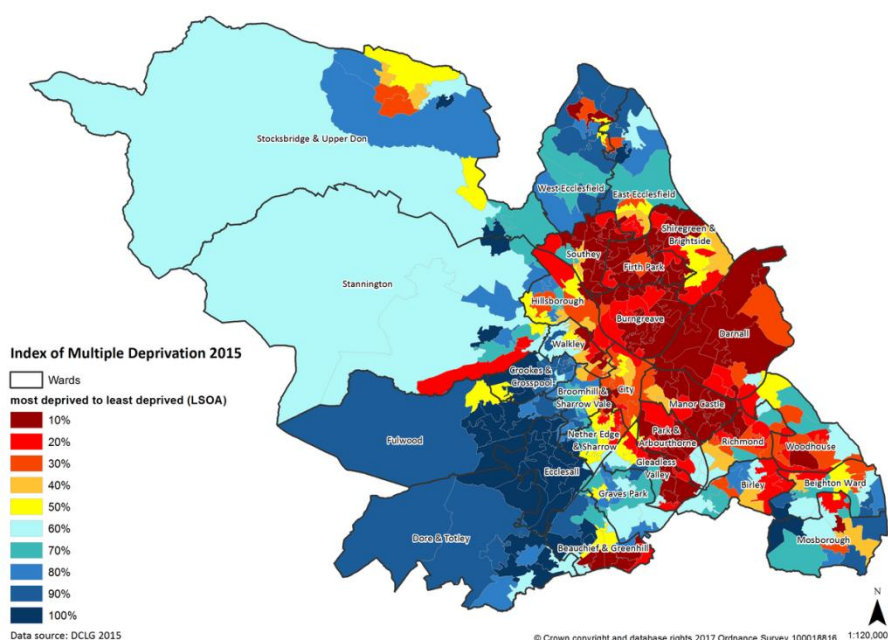 Stocksbridge & Upper Don
West Ecclesfield
East Ecclesfield
Shiregreen &
Brightside
Southey
Firth Park
Stannington
Hillsborough
Burngreave
Darnall
Walkley
Crookes &
Crosspool
Broomhill &
Sharrow Vale
City
Manor Castle
Fulwood
Nether Edge
& Sharrow
Park &
Arbourthorne
Richmond
Woodhouse
Ecclesall
Gleadless
Valley
Graves Park
Birley
Beighton Ward
Mosborough
Dore & Totley
Beauchief & Greenhill
Index of Multiple Deprivation 2015
Wards
most deprived to least deprived (LSOA)
10%
20%
30%
40%
50%
60%
70%
80%
90%
100%
Data source: DCLG 2015
N
© Crown copyright and database rights 2017 Ordnance Survey 100018816
1:120,000